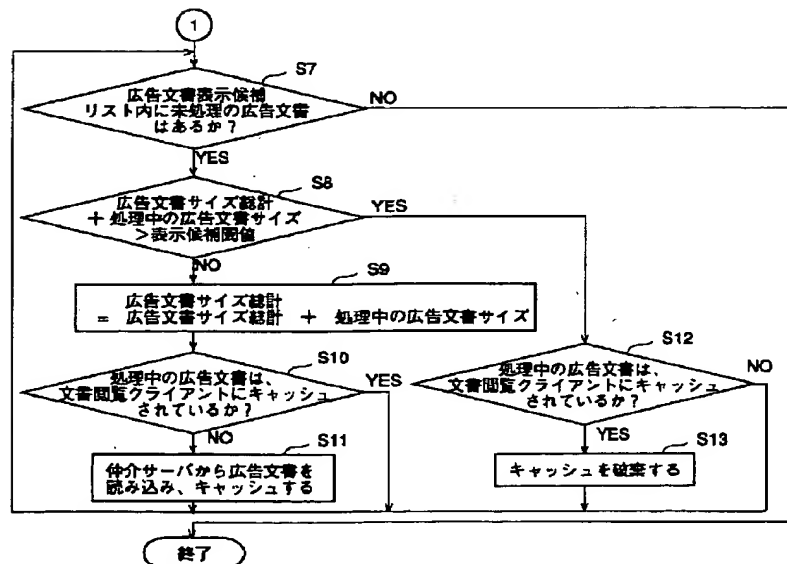 1
S7
広告文書表示候補
リスト内に未処理の広告文書
はあるか？
NO
YES
S8
広告文書サイズ総計
＋処理中の広告文書サイズ
＞表示候補閾値
YES
NO
S9
広告文書サイズ総計
＝ 広告文書サイズ総計 ＋ 処理中の広告文書サイズ
S10
処理中の広告文書は、
文書閲覧クライアントにキャッシュ
されているか？
YES
NO
S11
仲介サーバから広告文書を
読み込み、キャッシュする
S12
処理中の広告文書は、
文書閲覧クライアントにキャッシュ
されているか？
NO
YES
S13
キャッシュを破棄する
終了